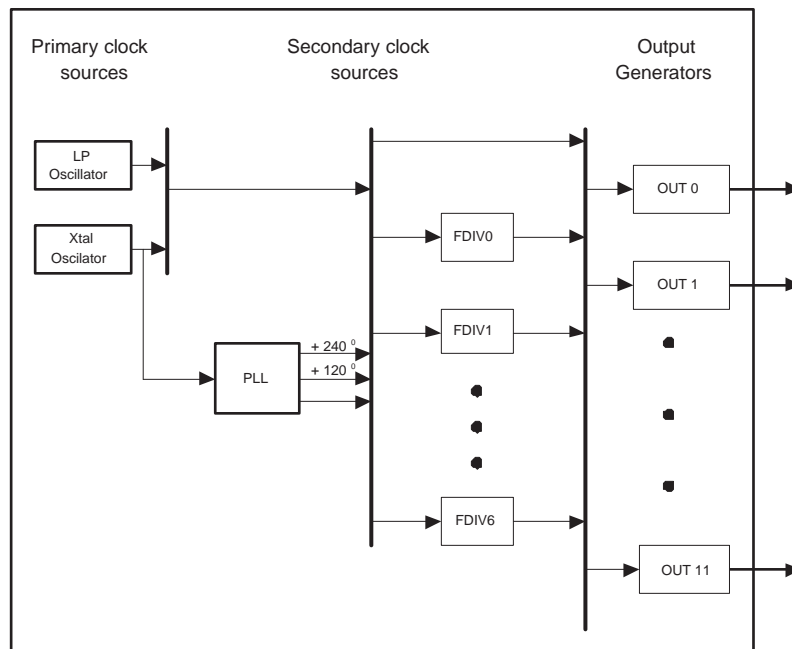 Primary clock
sources
Secondary clock
sources
Output
Generators
LP
Oscillator
Xtal
Oscilator
PLL
+ 240 0
+ 120 0
FDIV0
FDIV1
FDIV6
OUT 0
OUT 1
OUT 11